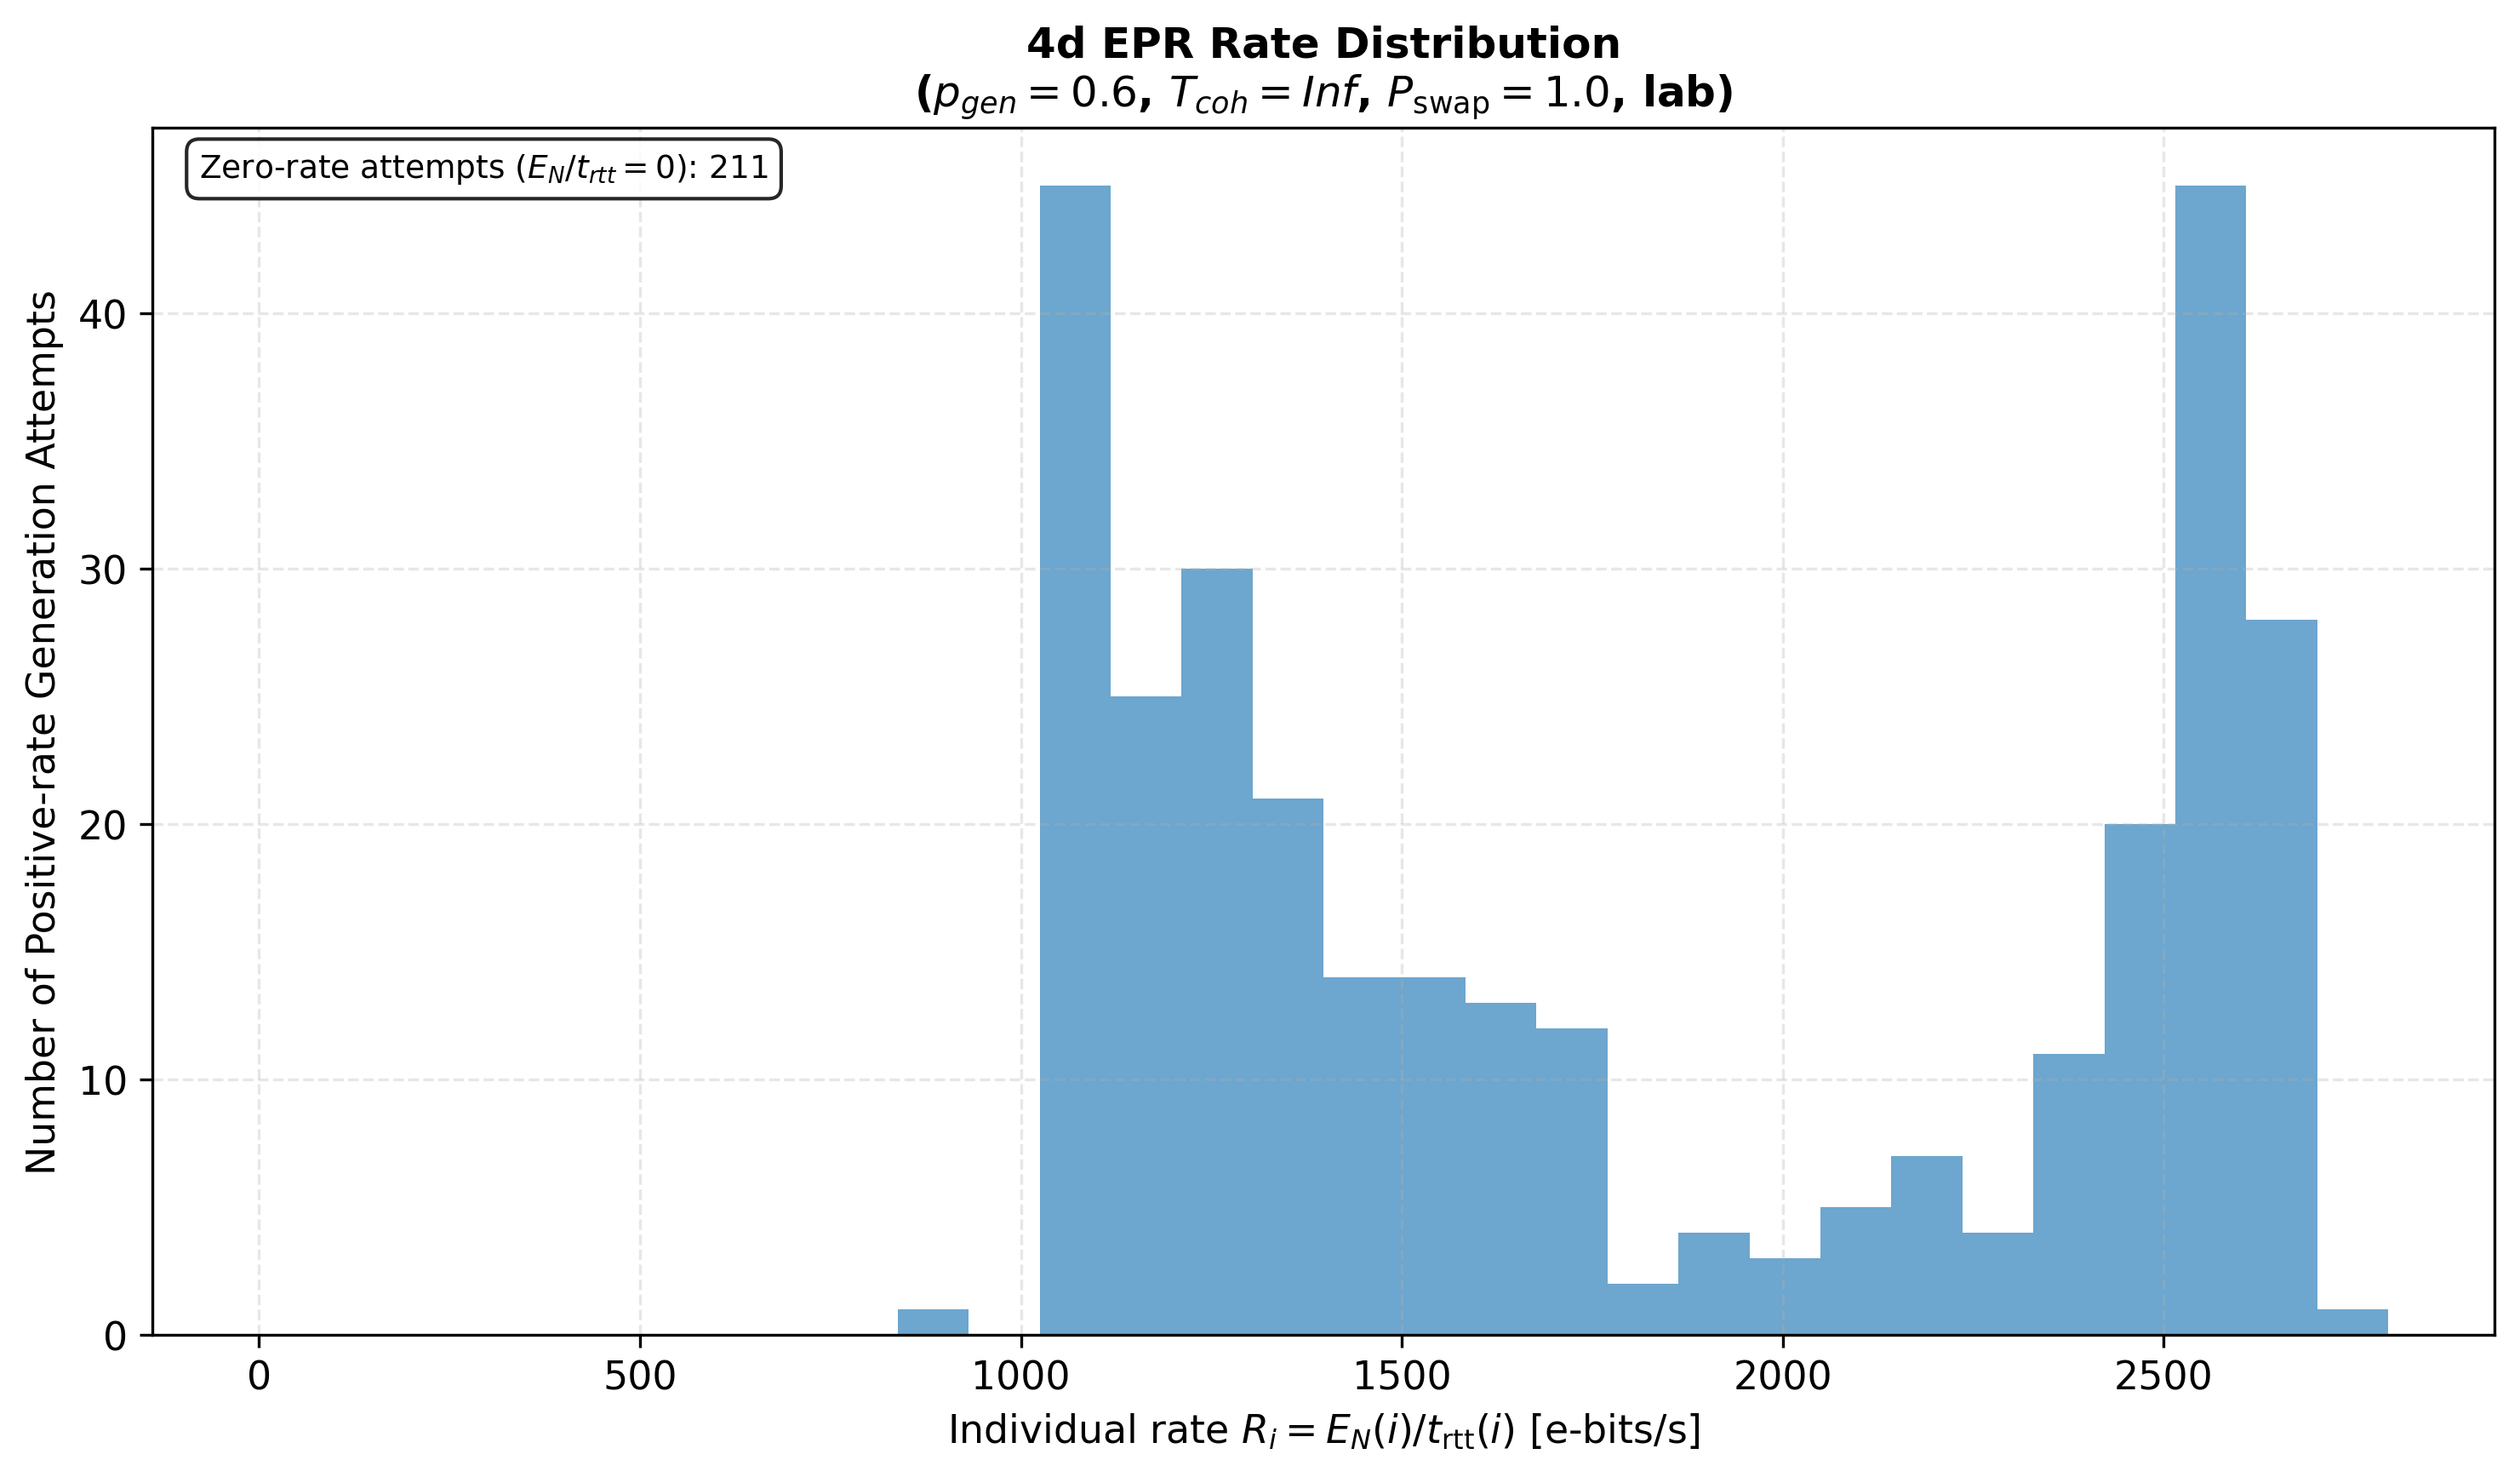 4d EPR Rate Distribution
(p_gen = 0.6, T_coh = Inf, P_swap = 1.0, lab)
Zero-rate attempts (E_N/t_rtt = 0): 211
Number of Positive-rate Generation Attempts
40
30
20
10
0
0 500 1000 1500 2000 2500
Individual rate R_i = E_N(i)/t_rtt(i) [e-bits/s]